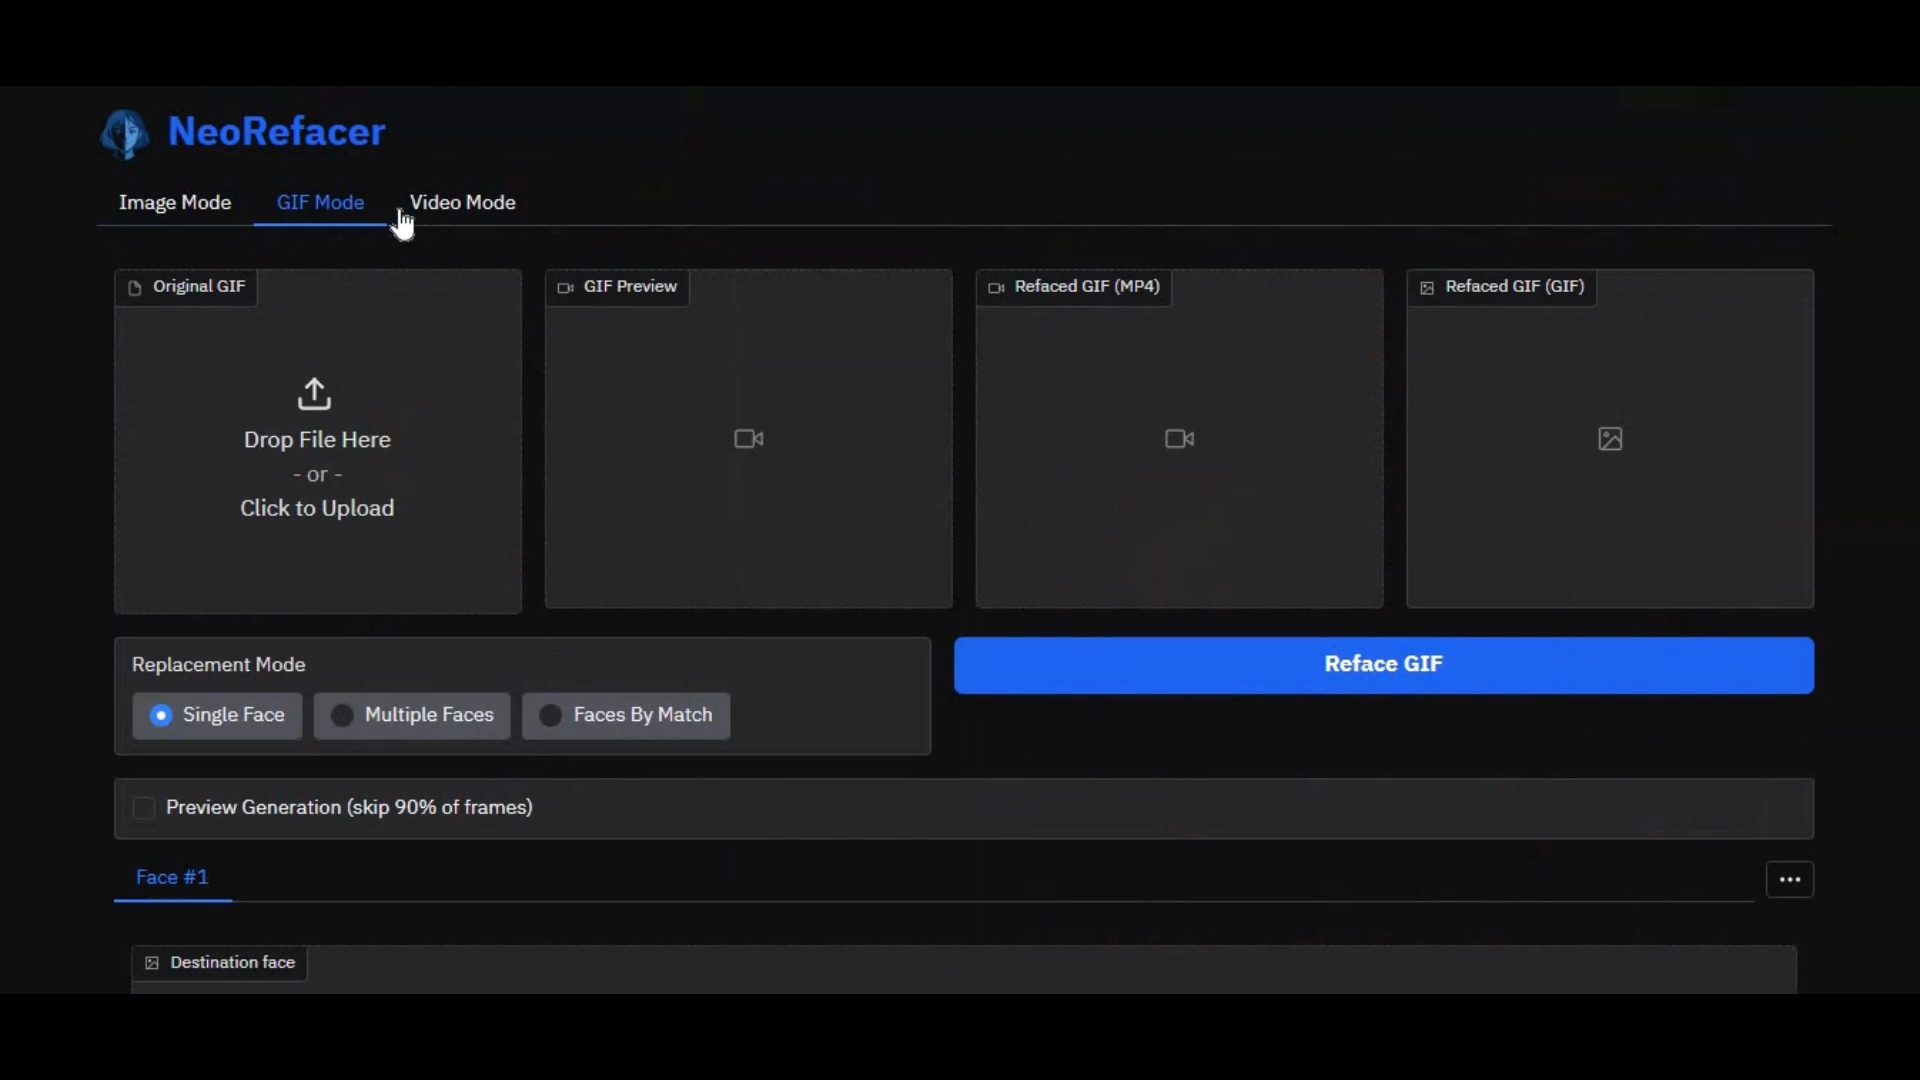 NeoRefacer
Image Mode
GIF Mode
Video Mode
Original GIF
GIF Preview
Refaced GIF (MP4)
Refaced GIF (GIF)
Drop File Here
- or -
Click to Upload
Replacement Mode
Reface GIF
Single Face
Multiple Faces
Faces By Match
Preview Generation (skip 90% of frames)
Face #1
Destination face